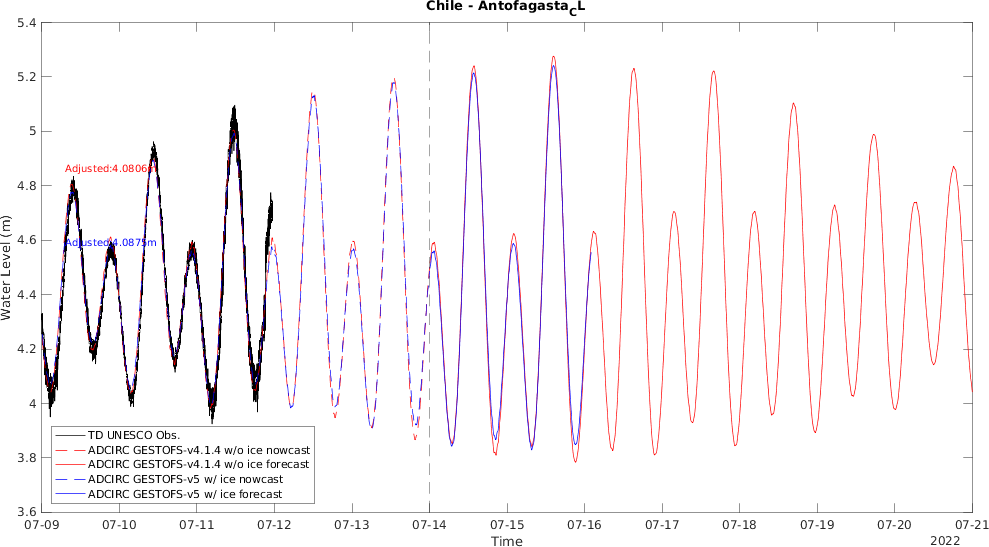 Chile - Antofagasta_CL
5.4
5.2
5
4.8
4.6
4.4
4.2
4
3.8
3.6
Water Level (m)
Adjusted:4.0806m
Adjusted:4.0875m
TD UNESCO Obs.
ADCIRC GESTOFS-v4.1.4 w/o ice nowcast
ADCIRC GESTOFS-v4.1.4 w/o ice forecast
ADCIRC GESTOFS-v5 w/ ice nowcast
ADCIRC GESTOFS-v5 w/ ice forecast
07-09 07-10 07-11 07-12 07-13 07-14 07-15 07-16 07-17 07-18 07-19 07-20 07-21
Time
2022